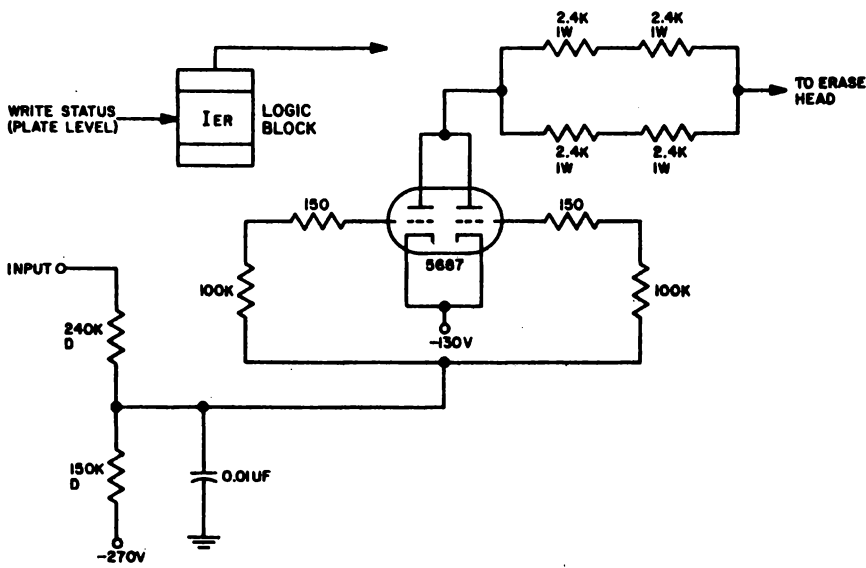 2.4K
1W
2.4K
1W
TO ERASE
HEAD
WRITE STATUS
(PLATE LEVEL)
IER
LOGIC
BLOCK
2.4K
1W
2.4K
1W
150
150
5687
INPUT
100K
100K
240K
D
-130V
150K
D
0.01UF
-270V